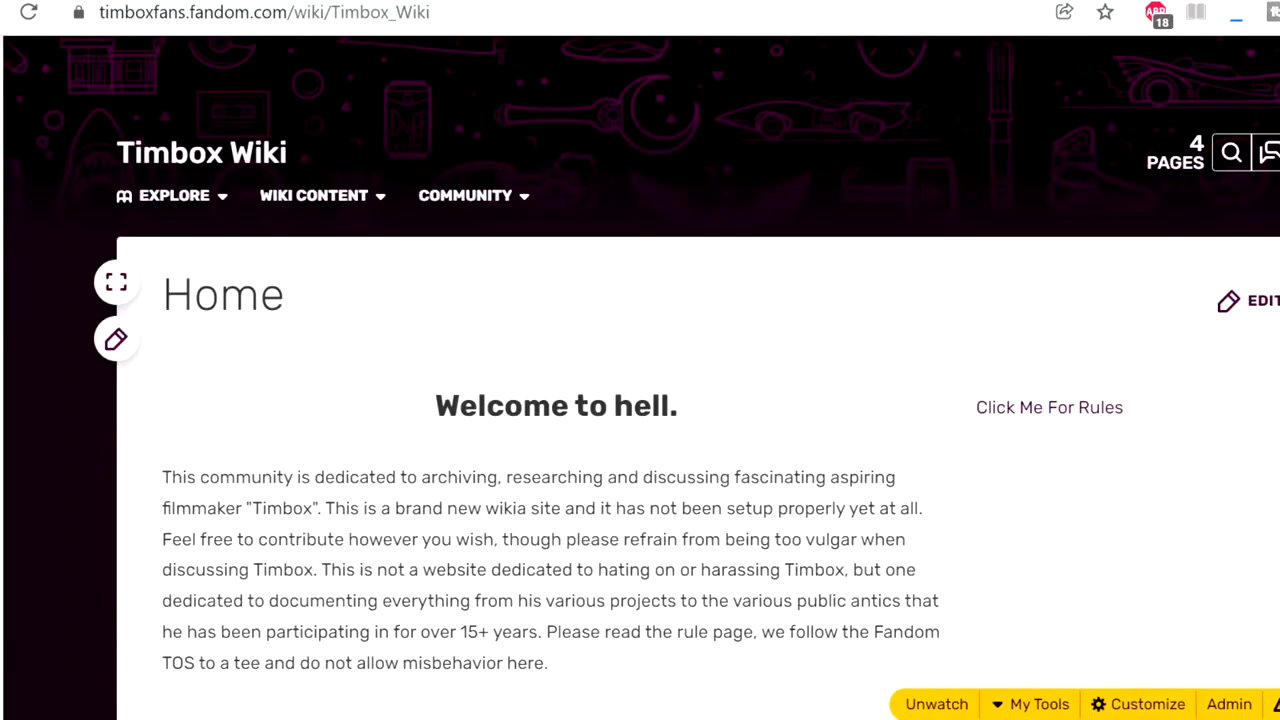 timboxfans.fandom.com/wiki/Timbox_Wiki
ABP
18
Timbox Wiki
4
PAGES
EXPLORE
WIKI CONTENT
COMMUNITY
Home
EDIT
Welcome to hell.
Click Me For Rules
This community is dedicated to archiving, researching and discussing fascinating aspiring
filmmaker "Timbox". This is a brand new wikia site and it has not been setup properly yet at all.
Feel free to contribute however you wish, though please refrain from being too vulgar when
discussing Timbox. This is not a website dedicated to hating on or harassing Timbox, but one
dedicated to documenting everything from his various projects to the various public antics that
he has been participating in for over 15+ years. Please read the rule page, we follow the Fandom
TOS to a tee and do not allow misbehavior here.
Unwatch
My Tools
Customize
Admin